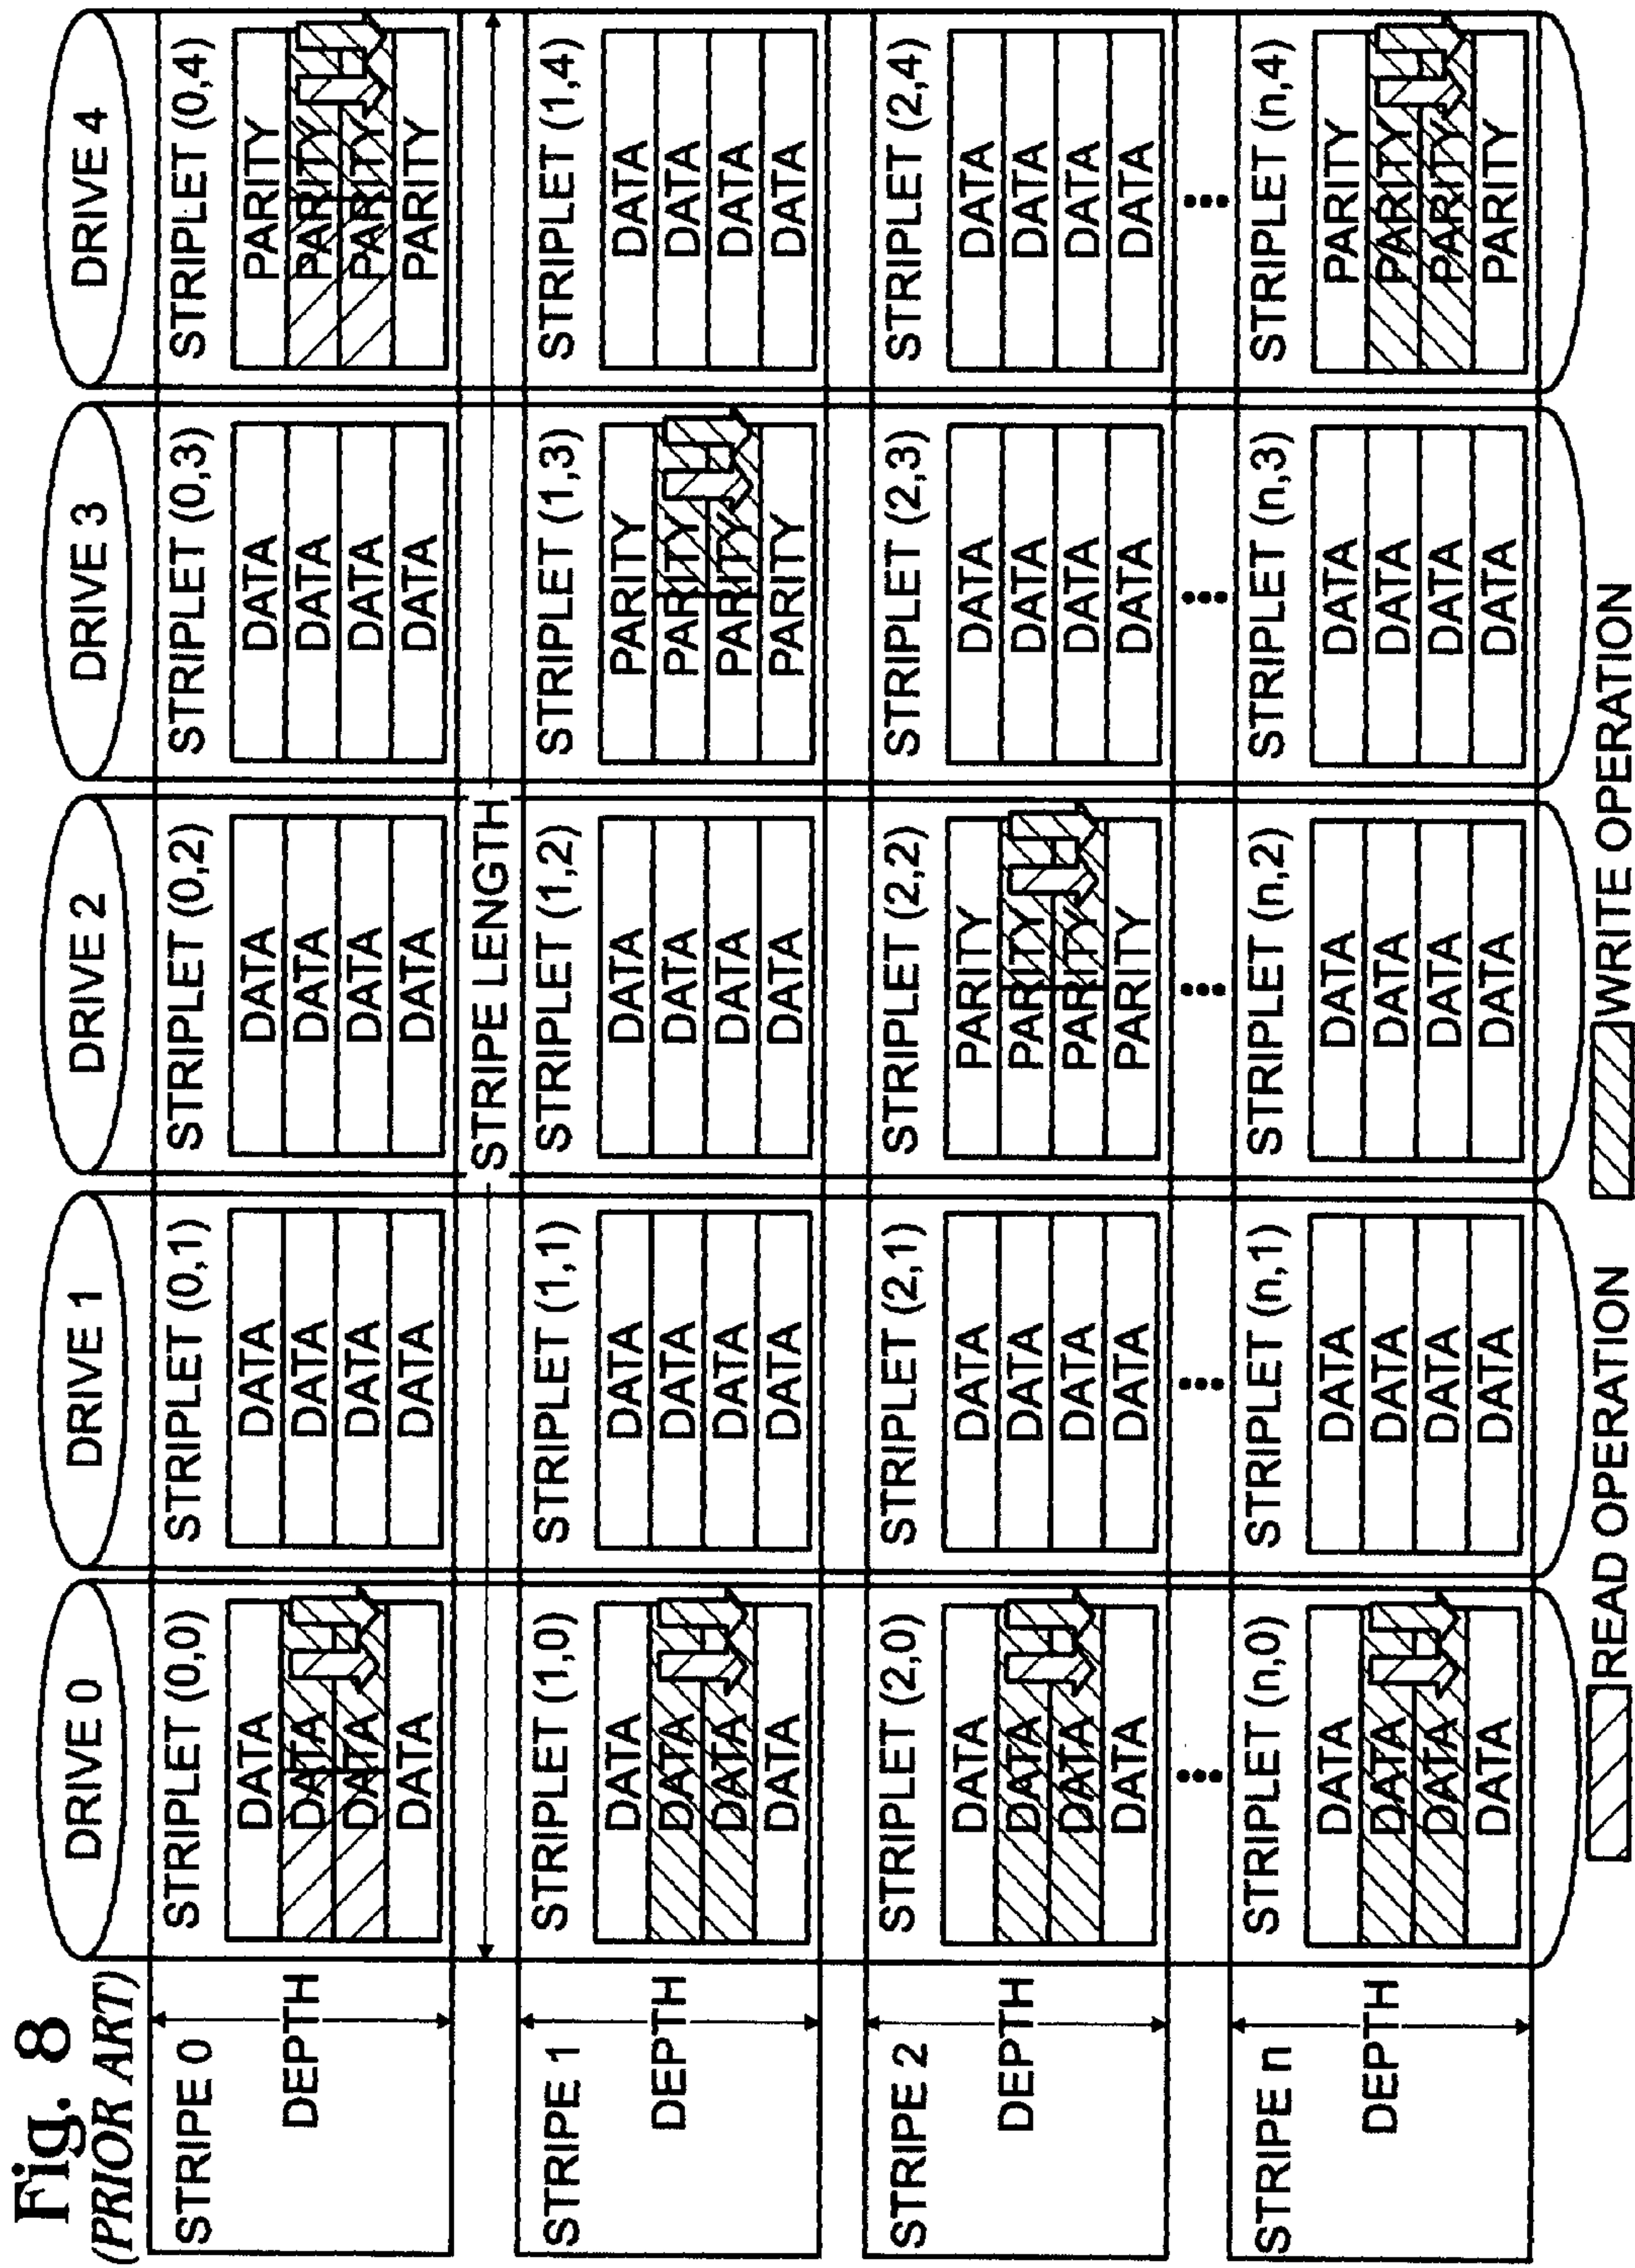 Fig. 8
(PRIOR ART)
DRIVE 0 DRIVE 1 DRIVE 2 DRIVE 3 DRIVE 4
STRIPE 0 STRIPLET (0,0) STRIPLET (0,1) STRIPLET (0,2) STRIPLET (0,3) STRIPLET (0,4)
DATA DATA DATA DATA PARITY
DEPTH DATA DATA DATA DATA PARITY
DATA DATA DATA DATA PARITY
DATA DATA DATA DATA PARITY
STRIPE LENGTH
STRIPE 1 STRIPLET (1,0) STRIPLET (1,1) STRIPLET (1,2) STRIPLET (1,3) STRIPLET (1,4)
DATA DATA DATA PARITY DATA
DEPTH DATA DATA DATA PARITY DATA
DATA DATA DATA PARITY DATA
DATA DATA DATA PARITY DATA
STRIPE 2 STRIPLET (2,0) STRIPLET (2,1) STRIPLET (2,2) STRIPLET (2,3) STRIPLET (2,4)
DATA DATA PARITY DATA DATA
DEPTH DATA DATA PARITY DATA DATA
DATA DATA PARITY DATA DATA
DATA DATA PARITY DATA DATA
••• ••• ••• ••• •••
STRIPE n STRIPLET (n,0) STRIPLET (n,1) STRIPLET (n,2) STRIPLET (n,3) STRIPLET (n,4)
DATA DATA DATA DATA PARITY
DEPTH DATA DATA DATA DATA PARITY
DATA DATA DATA DATA PARITY
DATA DATA DATA DATA PARITY
READ OPERATION WRITE OPERATION